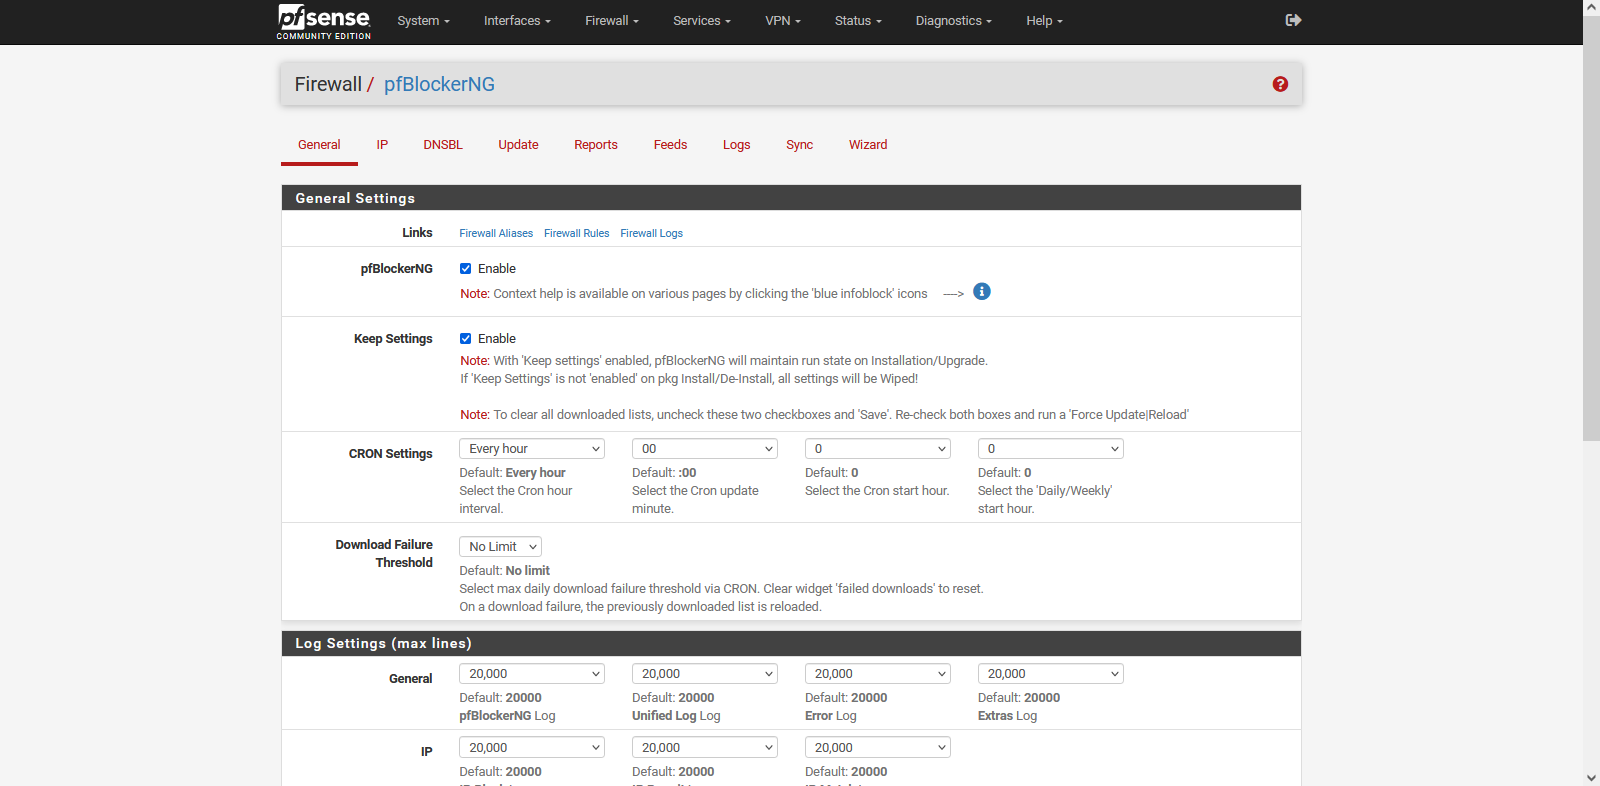 pfsense
COMMUNITY EDITION
System Interfaces Firewall Services VPN Status Diagnostics Help
Firewall / pfBlockerNG
General IP DNSBL Update Reports Feeds Logs Sync Wizard
General Settings
Links Firewall Aliases Firewall Rules Firewall Logs
pfBlockerNG Enable
Note: Context help is available on various pages by clicking the 'blue infoblock' icons ---->
Keep Settings Enable
Note: With 'Keep settings' enabled, pfBlockerNG will maintain run state on Installation/Upgrade.
If 'Keep Settings' is not 'enabled' on pkg Install/De-Install, all settings will be Wiped!
Note: To clear all downloaded lists, uncheck these two checkboxes and 'Save'. Re-check both boxes and run a 'Force Update|Reload'
CRON Settings Every hour 00 0 0
Default: Every hour Default: :00 Default: 0 Default: 0
Select the Cron hour Select the Cron update Select the Cron start hour. Select the 'Daily/Weekly'
interval. minute. start hour.
Download Failure No Limit
Threshold
Default: No limit
Select max daily download failure threshold via CRON. Clear widget 'failed downloads' to reset.
On a download failure, the previously downloaded list is reloaded.
Log Settings (max lines)
General 20,000 20,000 20,000 20,000
Default: 20000 Default: 20000 Default: 20000 Default: 20000
pfBlockerNG Log Unified Log Log Error Log Extras Log
IP 20,000 20,000 20,000
Default: 20000 Default: 20000 Default: 20000